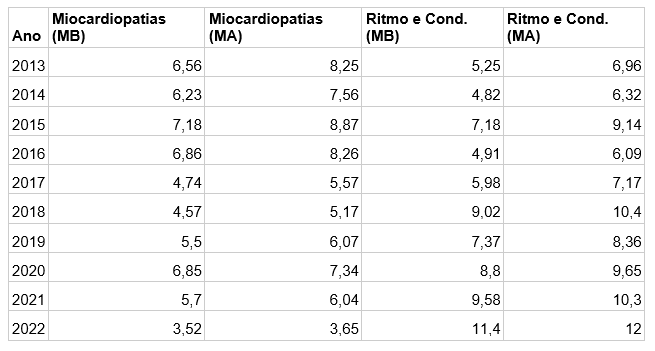 Ano Miocardiopatias (MB) Miocardiopatias (MA) Ritmo e Cond. (MB) Ritmo e Cond. (MA)
2013 6,56 8,25 5,25 6,96
2014 6,23 7,56 4,82 6,32
2015 7,18 8,87 7,18 9,14
2016 6,86 8,26 4,91 6,09
2017 4,74 5,57 5,98 7,17
2018 4,57 5,17 9,02 10,4
2019 5,5 6,07 7,37 8,36
2020 6,85 7,34 8,8 9,65
2021 5,7 6,04 9,58 10,3
2022 3,52 3,65 11,4 12